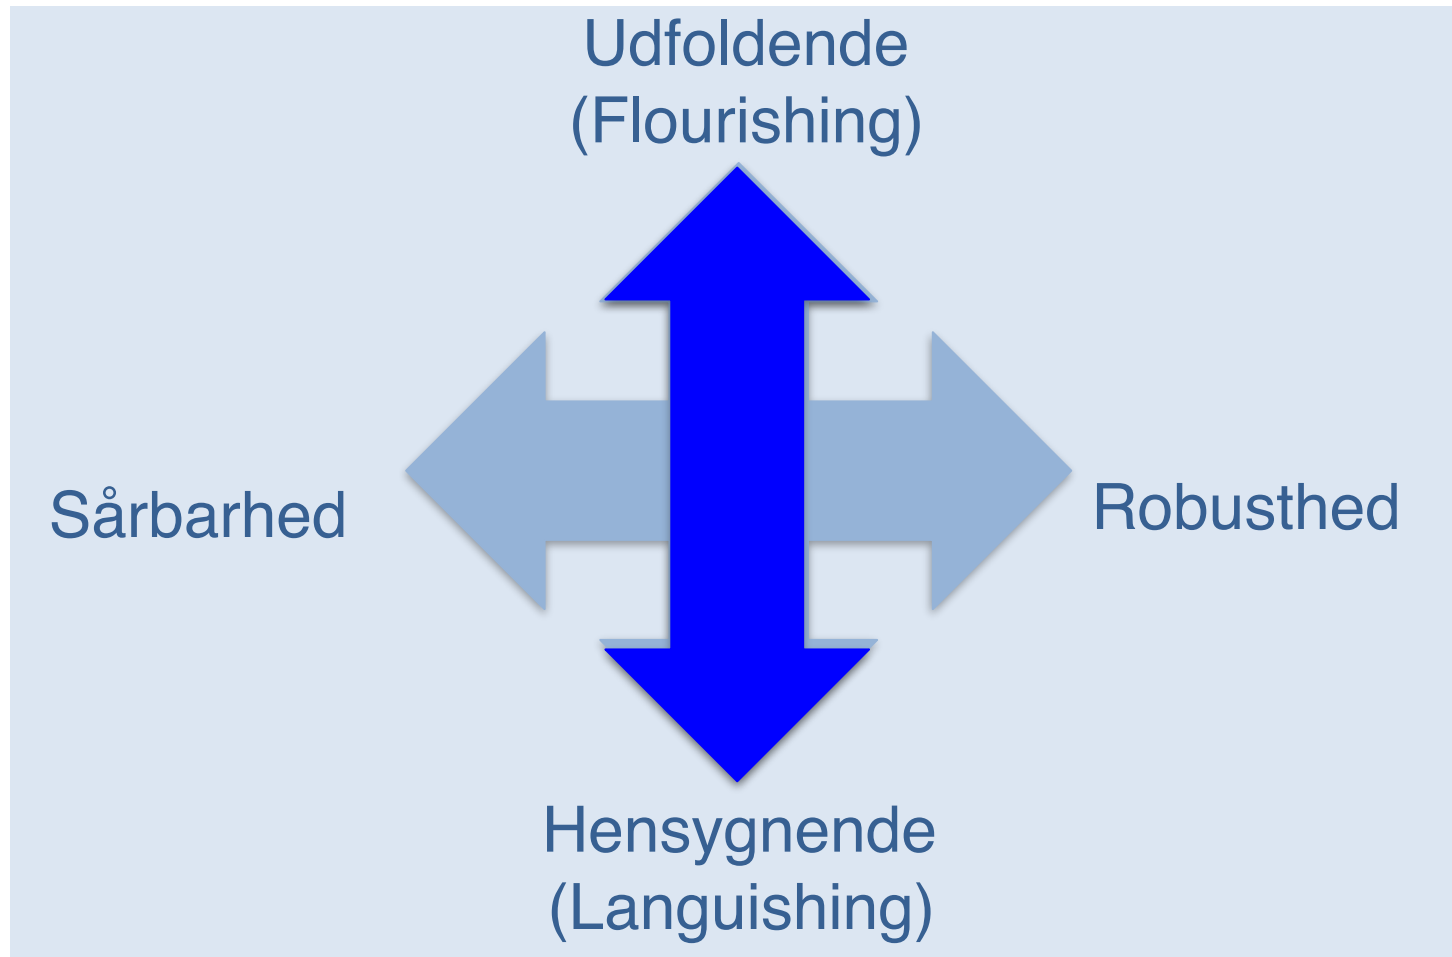 Udfoldende
(Flourishing)
Sårbarhed
Robusthed
Hensygnende
(Languishing)